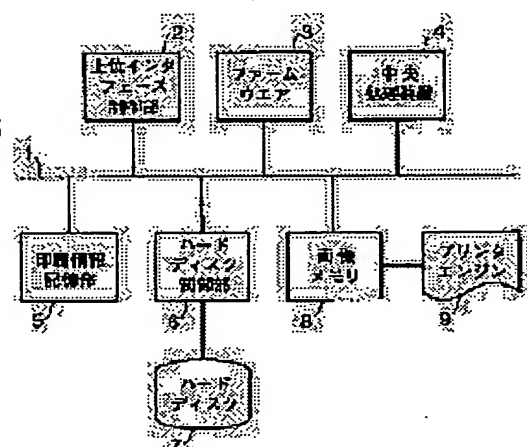 2
3
4
上位インタ
フェーズ
制御部
ファーム
ウエア
中央
処理装置
1
印刷情報
記憶部
ハード
ディスク
制御部
画像
メモリ
プリンタ
エンジン
5
6
8
9
ハード
ディスク
7